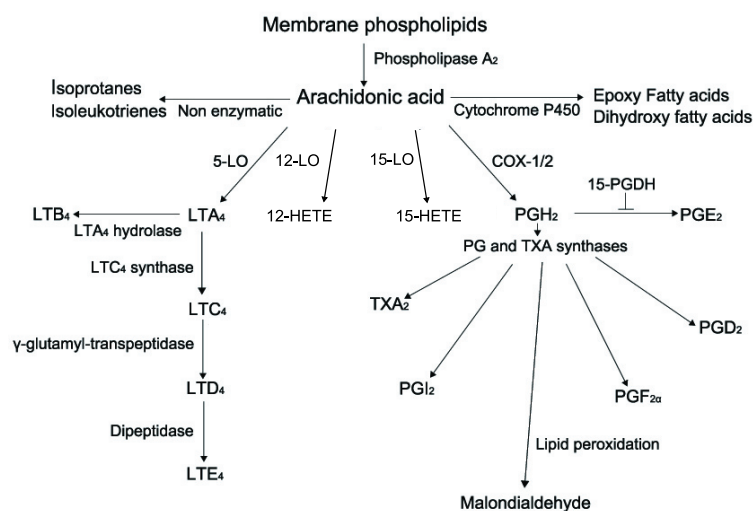 Membrane phospholipids
Phospholipase A₂
Isoprotanes
Isoleukotrienes
Non enzymatic
Arachidonic acid
Cytochrome P450
Epoxy Fatty acids
Dihydroxy fatty acids
5-LO
12-LO
15-LO
COX-1/2
15-PGDH
LTB₄
LTA₄ hydrolase
LTA₄
12-HETE
15-HETE
PGH₂
PGE₂
PG and TXA synthases
LTC₄ synthase
LTC₄
TXA₂
PGD₂
γ-glutamyl-transpeptidase
LTD₄
PGI₂
PGF₂α
Dipeptidase
Lipid peroxidation
LTE₄
Malondialdehyde